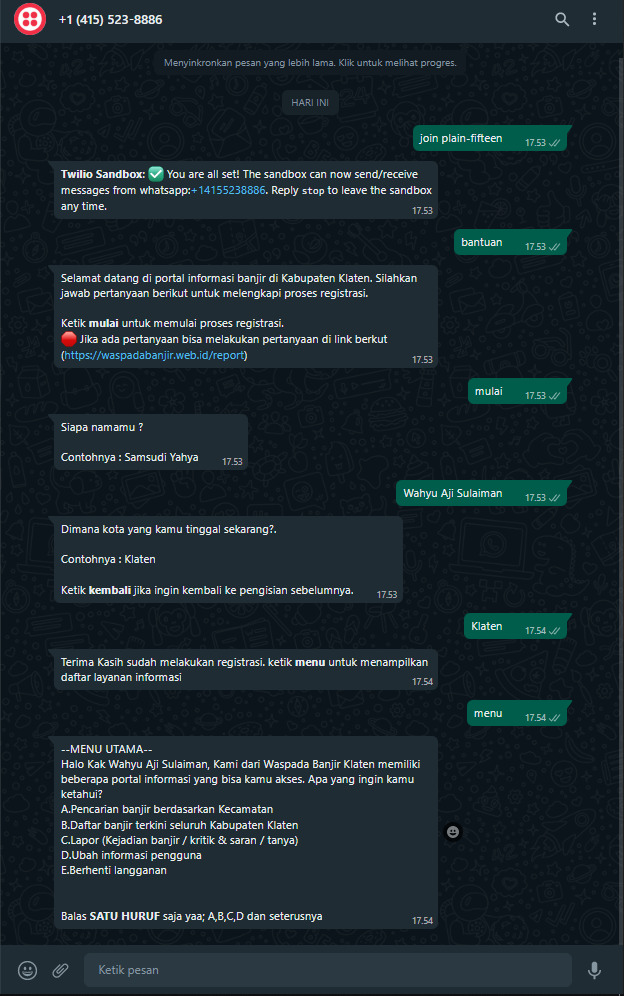 +1 (415) 523-8886
Menyinkronkan pesan yang lebih lama. Klik untuk melihat progres.
HARI INI
join plain-fifteen 17.53
Twilio Sandbox: ✅ You are all set! The sandbox can now send/receive
messages from whatsapp:+14155238886. Reply stop to leave the sandbox
any time.
17.53
bantuan 17.53
Selamat datang di portal informasi banjir di Kabupaten Klaten. Silahkan
jawab pertanyaan berikut untuk melengkapi proses registrasi.
Ketik mulai untuk memulai proses registrasi.
🛑 Jika ada pertanyaan bisa melakukan pertanyaan di link berkut
(https://waspadabanjir.web.id/report) 17.53
mulai 17.53
Siapa namamu ?
Contohnya : Samsudi Yahya 17.53
Wahyu Aji Sulaiman 17.53
Dimana kota yang kamu tinggal sekarang?.
Contohnya : Klaten
Ketik kembali jika ingin kembali ke pengisian sebelumnya. 17.53
Klaten 17.54
Terima Kasih sudah melakukan registrasi. ketik menu untuk menampilkan
daftar layanan informasi 17.54
menu 17.54
--MENU UTAMA--
Halo Kak Wahyu Aji Sulaiman, Kami dari Waspada Banjir Klaten memiliki
beberapa portal informasi yang bisa kamu akses. Apa yang ingin kamu
ketahui?
A.Pencarian banjir berdasarkan Kecamatan
B.Daftar banjir terkini seluruh Kabupaten Klaten
C.Lapor (Kejadian banjir / kritik & saran / tanya)
D.Ubah informasi pengguna
E.Berhenti langganan
Balas SATU HURUF saja yaa; A,B,C,D dan seterusnya 17.54
Ketik pesan